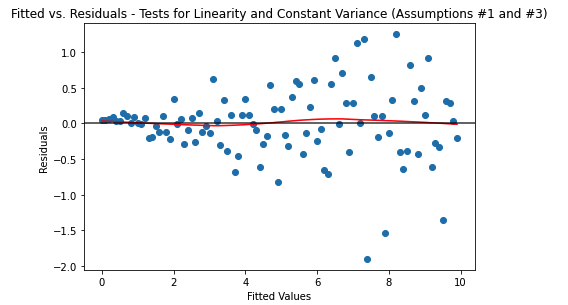 Fitted vs. Residuals - Tests for Linearity and Constant Variance (Assumptions #1 and #3)
1.0
0.5
0.0
−0.5
−1.0
−1.5
−2.0
Residuals
0 2 4 6 8 10
Fitted Values